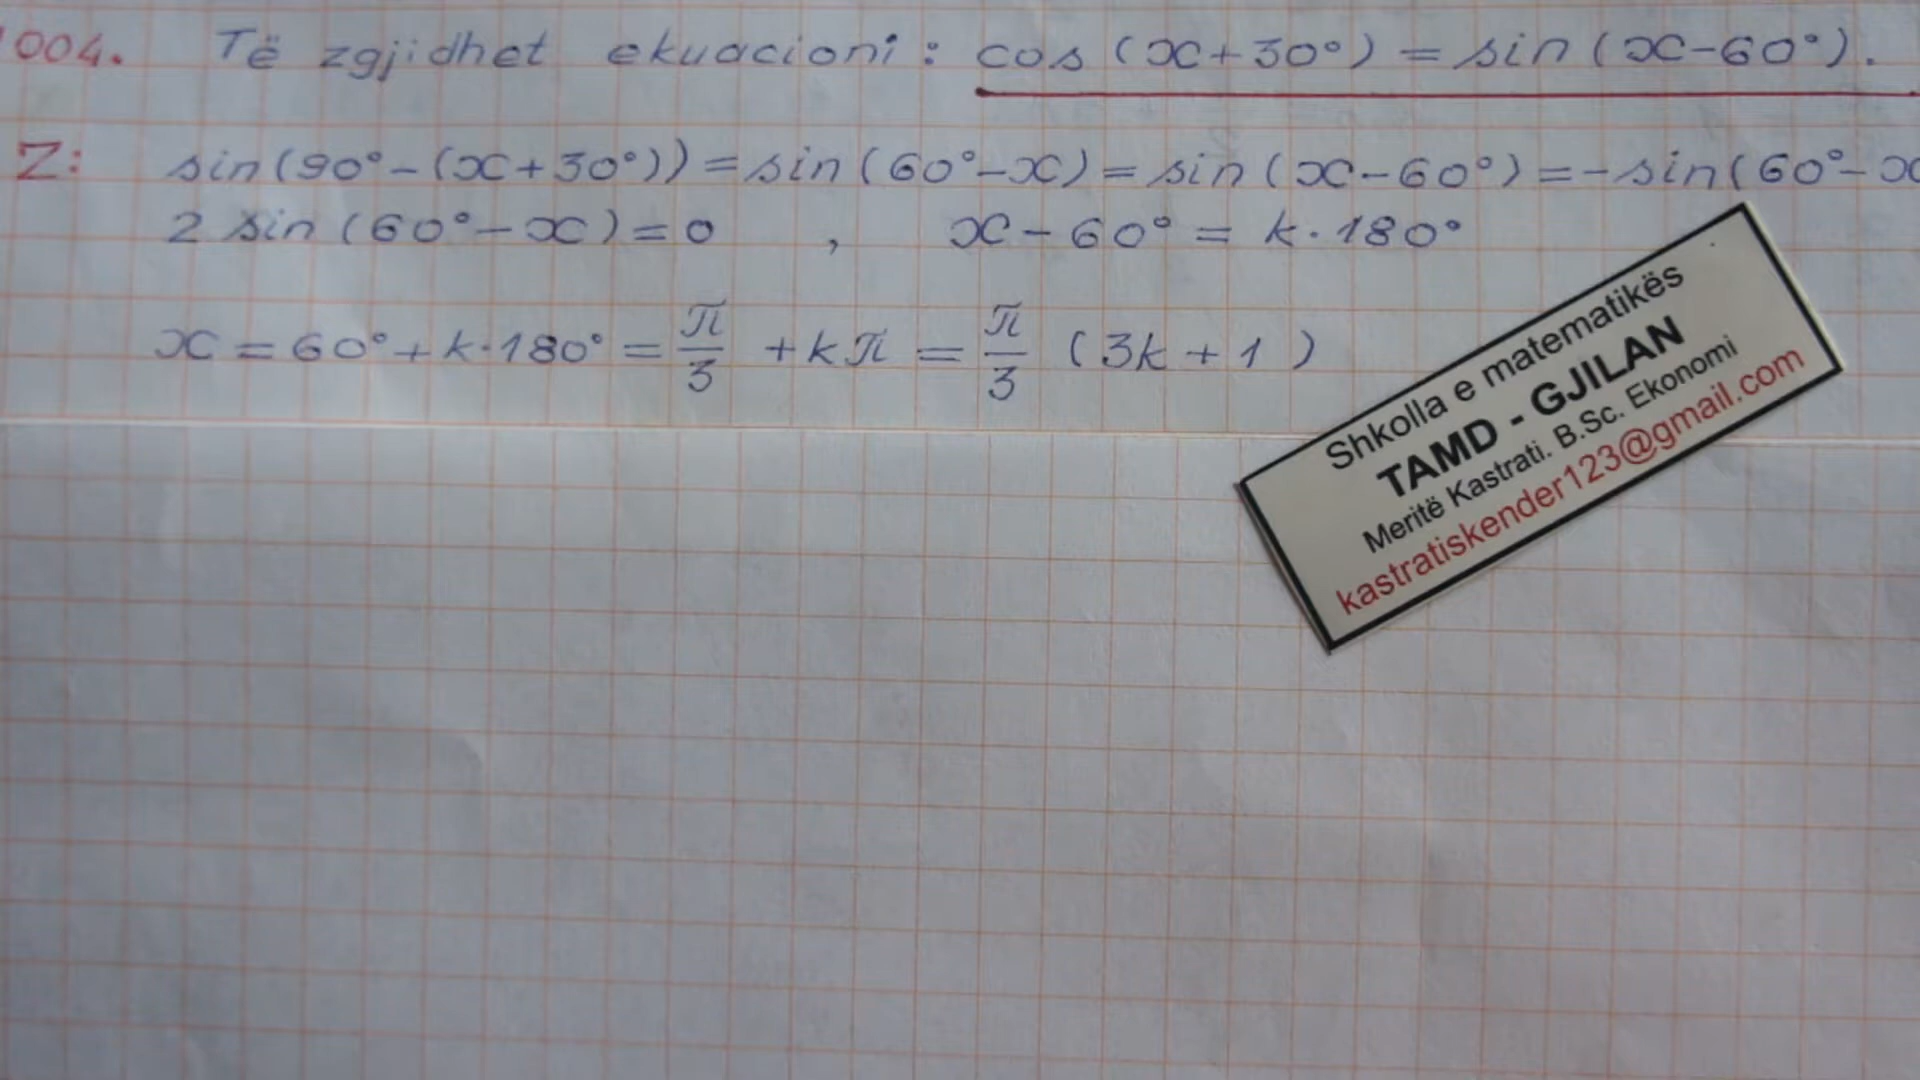 1004. Të zgjidhet ekuacioni: cos(x+30°)=sin(x-60°).
Z: sin(90°-(x+30°))=sin(60°-x)=sin(x-60°)=-sin(60°-x
2 sin(60°-x)=0 , x-60°=k·180°
x=60°+k·180°=π/3+kπ=π/3(3k+1)
Shkolla e matematikës
TAMD - GJILAN
Meritë Kastrati. B.Sc. Ekonomi
kastratiskender123@gmail.com